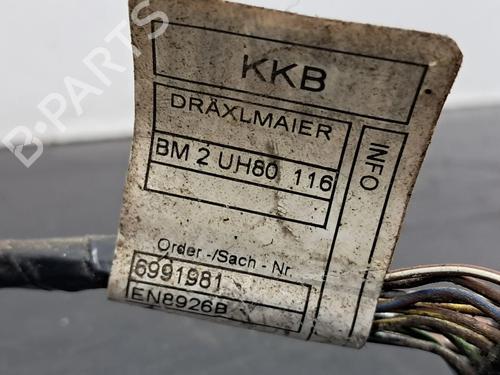 B-PARTS
KKB
DRÄXLMAIER
BM 2 UH80 116
INFO
Order -/Sach - Nr.
6991981
EN8926B